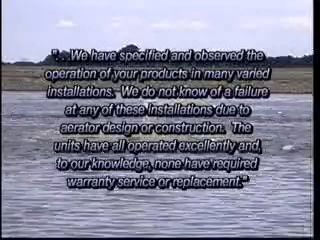 "...We have specified and observed the
operation of your products in many varied
installations. We do not know of a failure
at any of these installations due to
aerator design or construction. The
units have all operated excellently and,
to our knowledge, none have required
warranty service or replacement."